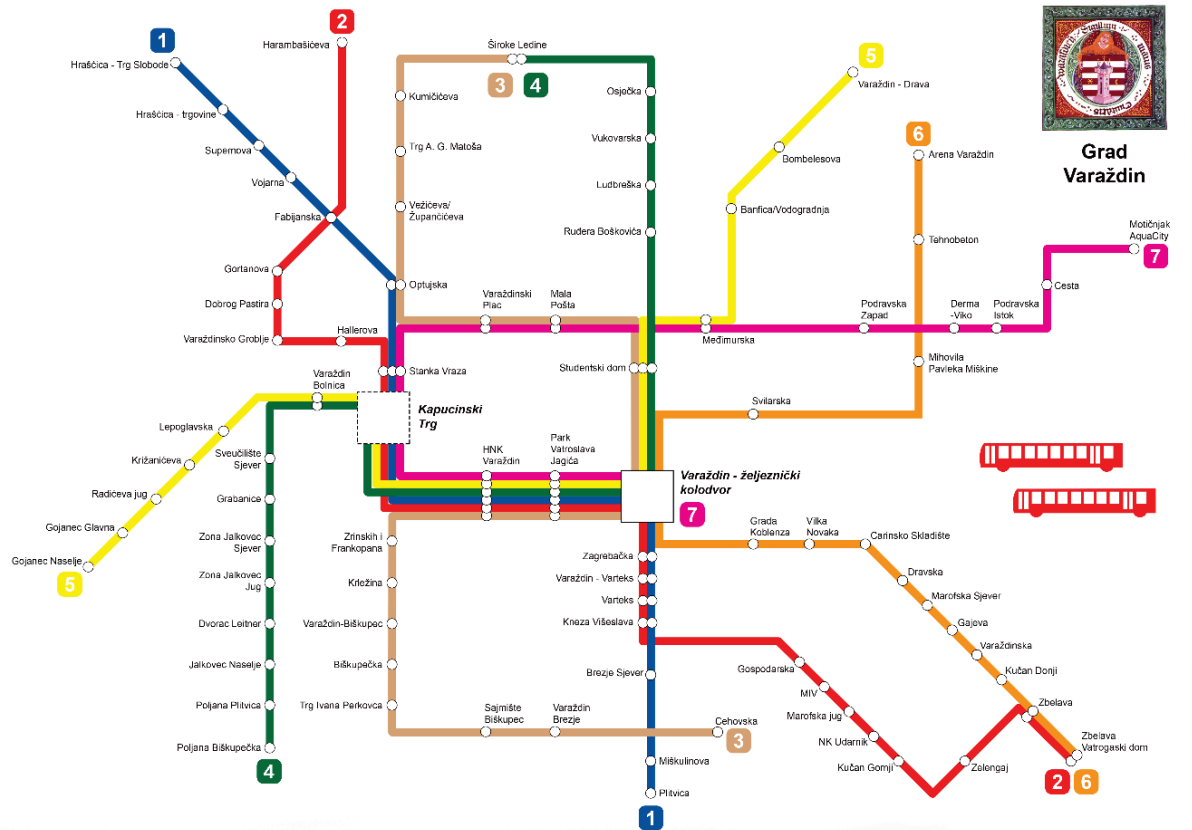 1
2
Harambašićeva
Hrašćica - Trg Slobode
Hrašćica - trgovine
Supernova
Vojarna
Fabijanska
Gortanova
Dobrog Pastira
Varaždinsko Groblje
Hallerova
Optujska
Stanka Vraza
Široke Ledine
3
4
Kumičićeva
Trg A. G. Matoša
Vežićeva/
Župančićeva
Osječka
Vukovarska
Ludbreška
Ruđera Boškovića
Varaždinski
Plac
Mala
Pošta
Studentski dom
5
Varaždin - Drava
Bombelesova
Banfica/Vodogradnja
Međimurska
6
Arena Varaždin
Tehnobeton
Grad
Varaždin
Motičnjak
AquaCity
7
Cesta
Podravska
Zapad
Derma
-Viko
Podravska
Istok
Mihovila
Pavleka Miškine
Svilarska
Varaždin
Bolnica
Kapucinski
Trg
Lepoglavska
Križanićeva
Radićeva jug
Gojanec Glavna
Gojanec Naselje
5
Sveučilište
Sjever
Grabanice
Zona Jalkovec
Sjever
Zona Jalkovec
Jug
Dvorac Leitner
Jalkovec Naselje
Poljana Plitvica
Poljana Biškupečka
4
HNK
Varaždin
Park
Vatroslava
Jagića
Varaždin - željeznički
kolodvor
7
Zrinskih i
Frankopana
Krležina
Varaždin-Biškupec
Biškupečka
Trg Ivana Perkovca
Sajmište
Biškupec
Varaždin
Brezje
Cehovska
3
Zagrebačka
Varaždin - Varteks
Varteks
Kneza Višeslava
Brezje Sjever
Miškulinova
Plitvica
1
Grada
Koblenza
Vilka
Novaka
Carinsko Skladište
Dravska
Marofska Sjever
Gajeva
Varaždinska
Kučan Donji
Zbelava
Zbelava
Vatrogaski dom
Gospodarska
MIV
Marofska jug
NK Udarnik
Kučan Gornji
Zelengaj
2
6